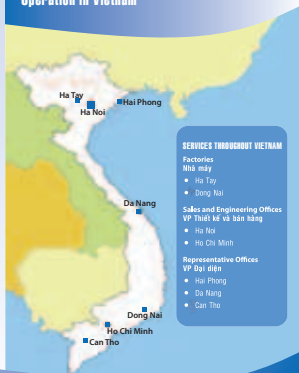 Operation in Vietnam
Ha Tay
Ha Noi
Hai Phong
Da Nang
Dong Nai
Ho Chi Minh
Can Tho
SERVICES THROUGHOUT VIETNAM
Factories
Nhà máy
• Ha Tay
• Dong Nai
Sales and Engineering Offices
VP Thiết kế và bán hàng
• Ha Noi
• Ho Chi Minh
Representative Offices
VP Đại diện
• Hai Phong
• Da Nang
• Can Tho